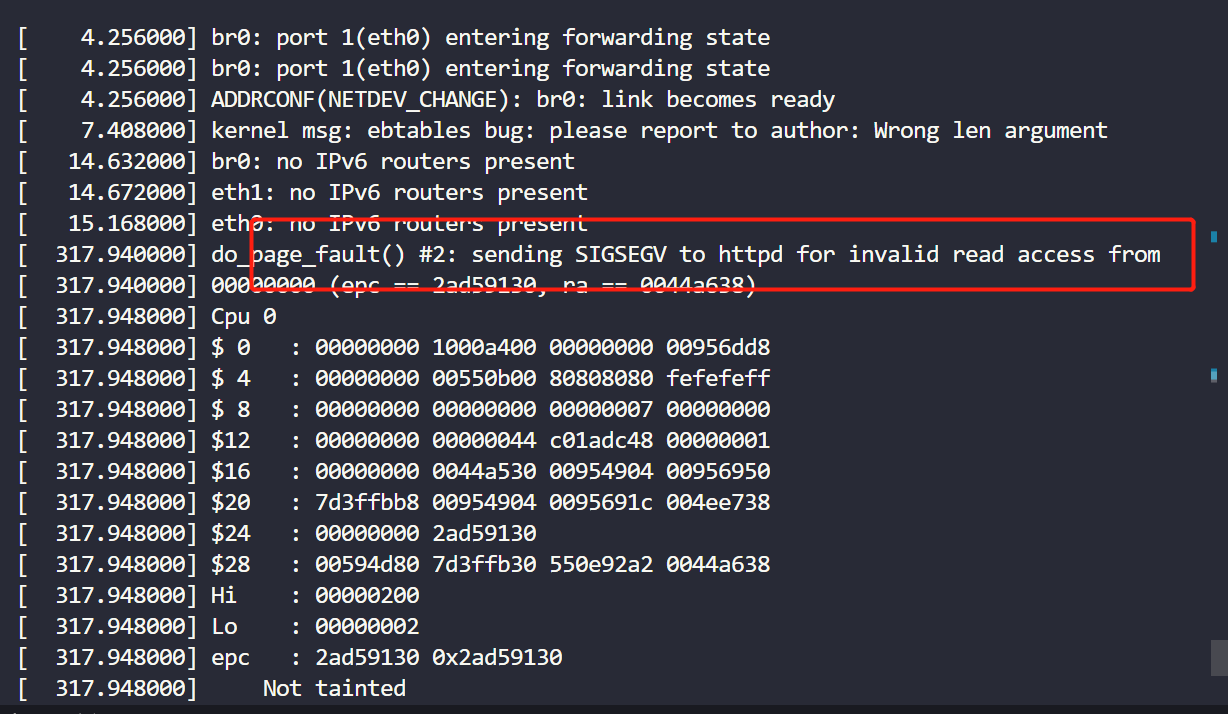 [    4.256000] br0: port 1(eth0) entering forwarding state
[    4.256000] br0: port 1(eth0) entering forwarding state
[    4.256000] ADDRCONF(NETDEV_CHANGE): br0: link becomes ready
[    7.408000] kernel msg: ebtables bug: please report to author: Wrong len argument
[   14.632000] br0: no IPv6 routers present
[   14.672000] eth1: no IPv6 routers present
[   15.168000] eth0: no IPv6 routers present
[  317.940000] do_page_fault() #2: sending SIGSEGV to httpd for invalid read access from
[  317.940000] 00000000 (epc == 2ad59130, ra == 0044a638)
[  317.948000] Cpu 0
[  317.948000] $ 0   : 00000000 1000a400 00000000 00956dd8
[  317.948000] $ 4   : 00000000 00550b00 80808080 fefefeff
[  317.948000] $ 8   : 00000000 00000000 00000007 00000000
[  317.948000] $12   : 00000000 00000044 c01adc48 00000001
[  317.948000] $16   : 00000000 0044a530 00954904 00956950
[  317.948000] $20   : 7d3ffbb8 00954904 0095691c 004ee738
[  317.948000] $24   : 00000000 2ad59130
[  317.948000] $28   : 00594d80 7d3ffb30 550e92a2 0044a638
[  317.948000] Hi    : 00000200
[  317.948000] Lo    : 00000002
[  317.948000] epc   : 2ad59130 0x2ad59130
[  317.948000]     Not tainted